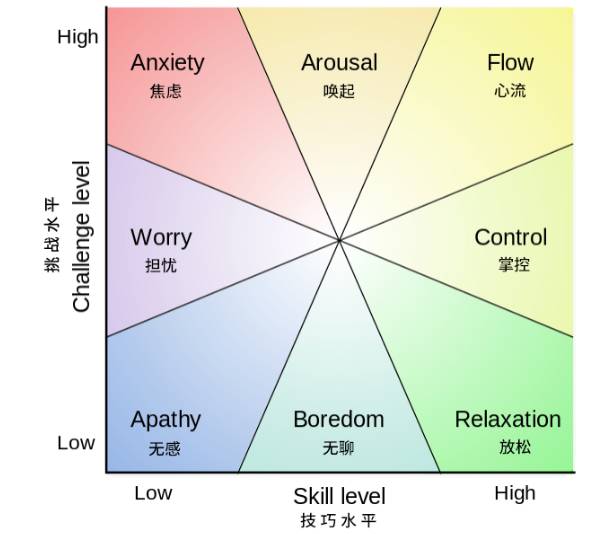 High
Anxiety
焦虑
Arousal
唤起
Flow
心流
Challenge level
挑战水平
Worry
担忧
Control
掌控
Apathy
无感
Boredom
无聊
Relaxation
放松
Low
Low
Skill level
技巧水平
High